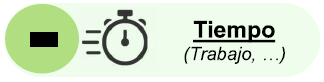 Tiempo
(Trabajo, …)